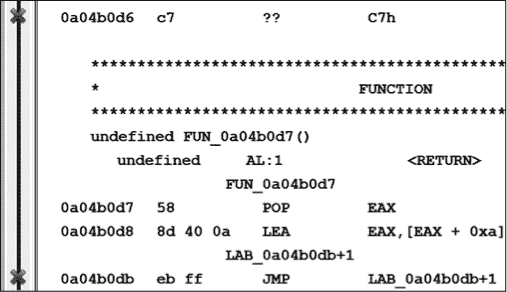 0a04b0d6 c7 ?? C7h
*********************************************
* FUNCTION
*********************************************
undefined FUN_0a04b0d7()
undefined AL:1 <RETURN>
FUN_0a04b0d7
0a04b0d7 58 POP EAX
0a04b0d8 8d 40 0a LEA EAX,[EAX + 0xa]
LAB_0a04b0db+1
0a04b0db eb ff JMP LAB_0a04b0db+1